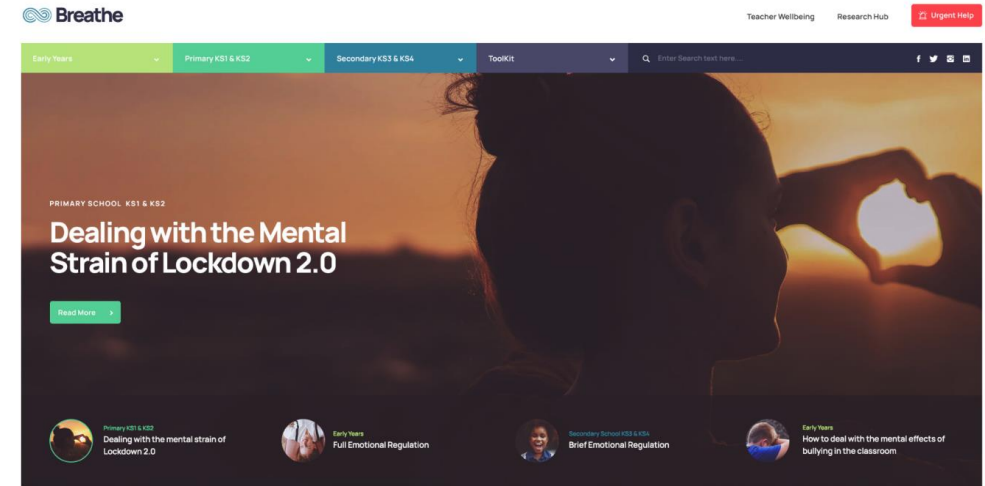 Breathe
Teacher Wellbeing
Research Hub
Urgent Help
Early Years
Primary KS1 & KS2
Secondary KS3 & KS4
ToolKit
Enter Search text here...
PRIMARY SCHOOL KS1 & KS2
Dealing with the Mental
Strain of Lockdown 2.0
Read More
Primary KS1 & KS2
Dealing with the mental strain of
Lockdown 2.0
Early Years
Full Emotional Regulation
Secondary School KS3 & KS4
Brief Emotional Regulation
Early Years
How to deal with the mental effects of
bullying in the classroom